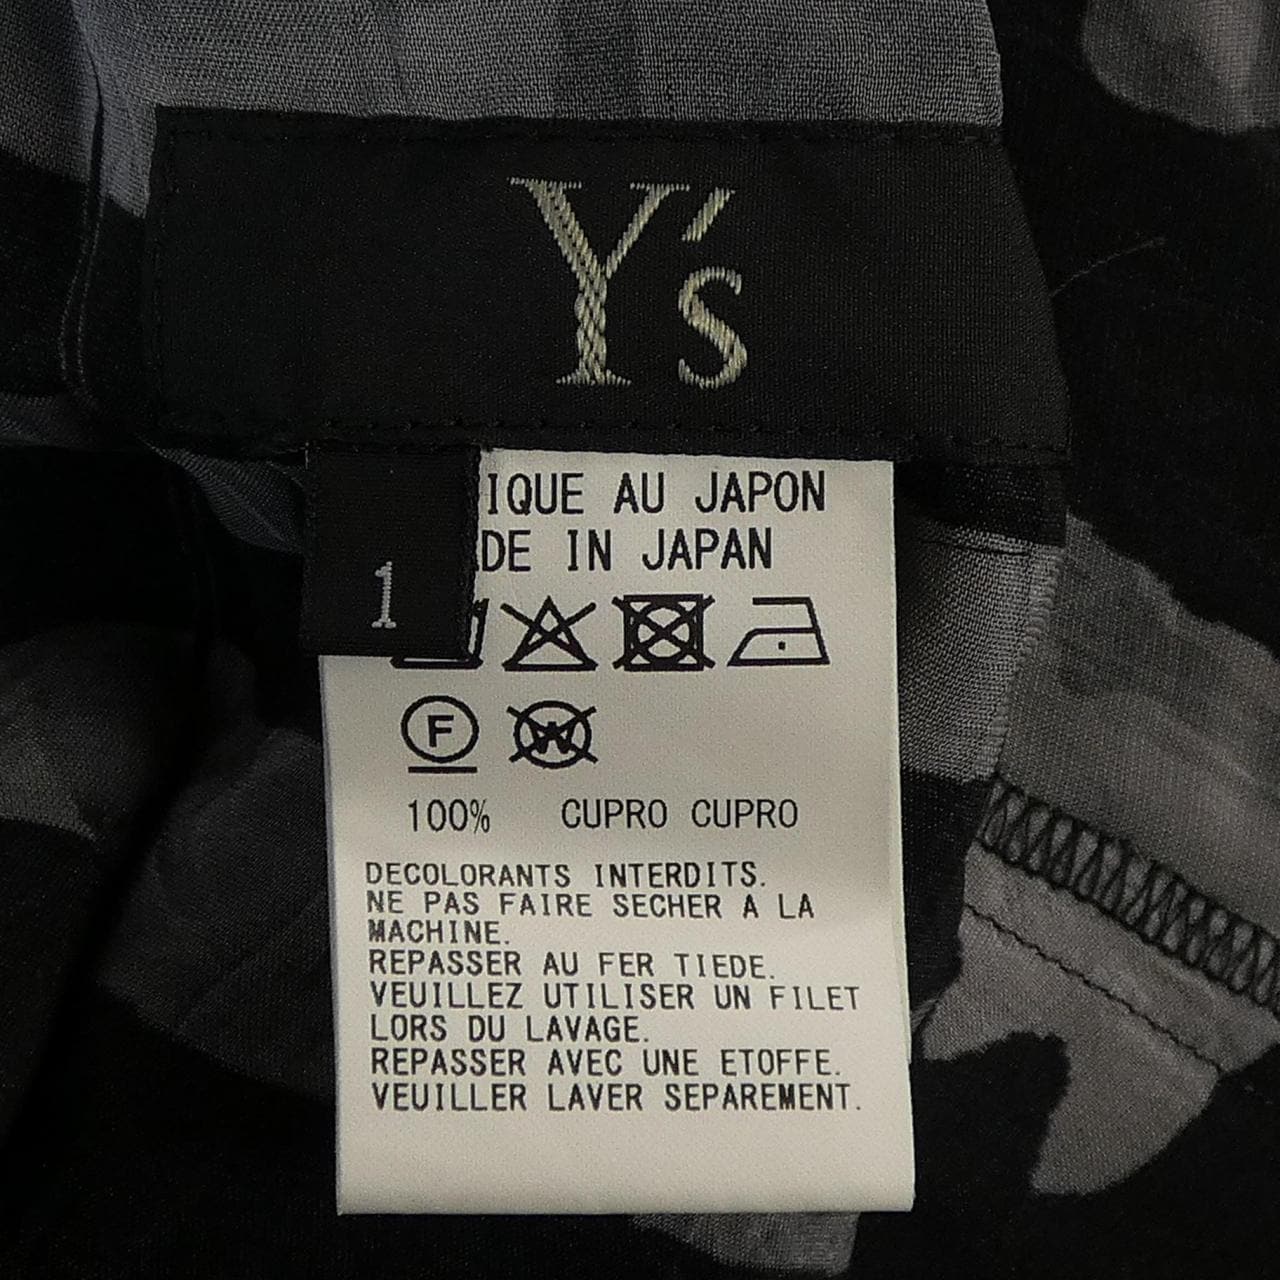 Y's
IQUE AU JAPON
DE IN JAPAN
1
F
W
100% CUPRO CUPRO
DECOLORANTS INTERDITS.
NE PAS FAIRE SECHER A LA
MACHINE.
REPASSER AU FER TIEDE.
VEUILLEZ UTILISER UN FILET
LORS DU LAVAGE.
REPASSER AVEC UNE ETOFFE.
VEUILLER LAVER SEPAREMENT.